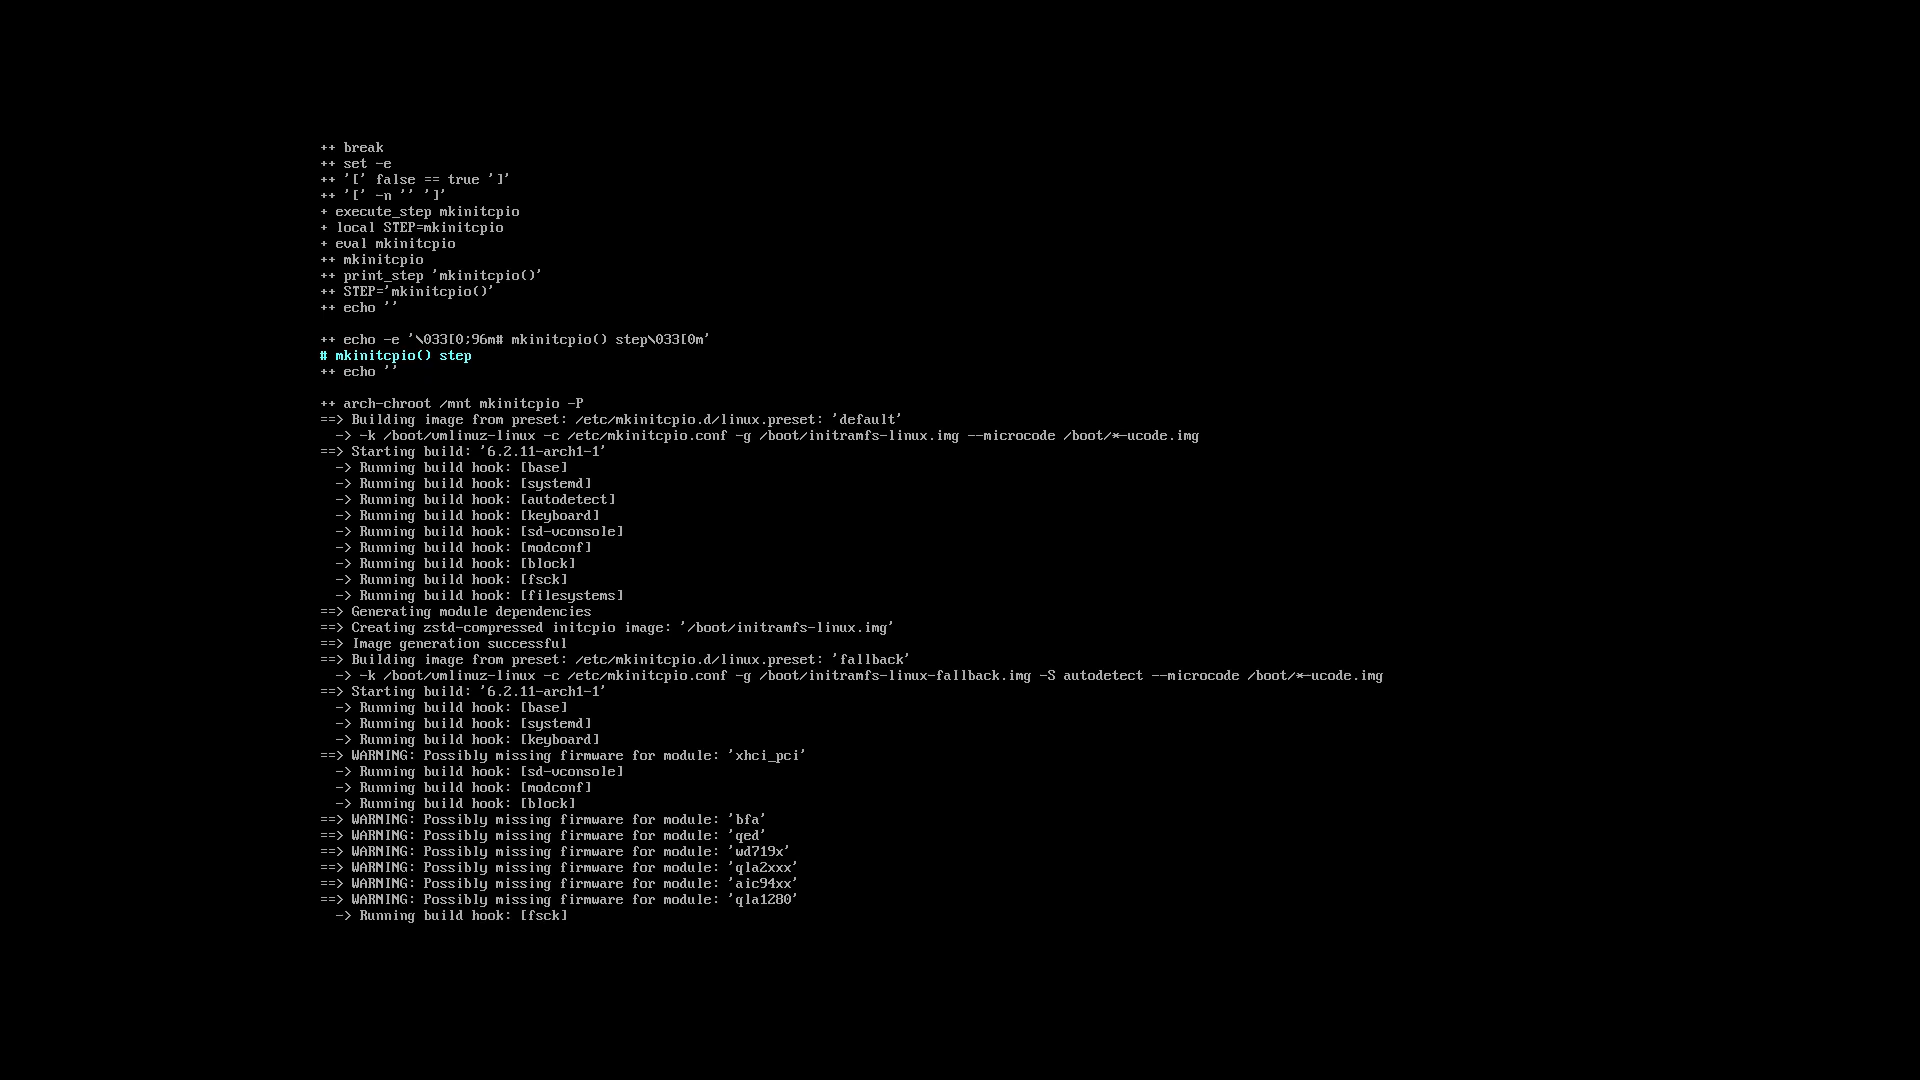 ++ break
++ set -e
++ '[' false == true ']'
++ '[' -n '' ']'
+ execute_step mkinitcpio
+ local STEP=mkinitcpio
+ eval mkinitcpio
++ mkinitcpio
++ print_step 'mkinitcpio()'
++ STEP='mkinitcpio()'
++ echo ''
++ echo -e '\033[0;96m# mkinitcpio() step\033[0m'
# mkinitcpio() step
++ echo ''
++ arch-chroot /mnt mkinitcpio -P
==> Building image from preset: /etc/mkinitcpio.d/linux.preset: 'default'
  -> -k /boot/vmlinuz-linux -c /etc/mkinitcpio.conf -g /boot/initramfs-linux.img --microcode /boot/*-ucode.img
==> Starting build: '6.2.11-arch1-1'
  -> Running build hook: [base]
  -> Running build hook: [systemd]
  -> Running build hook: [autodetect]
  -> Running build hook: [keyboard]
  -> Running build hook: [sd-vconsole]
  -> Running build hook: [modconf]
  -> Running build hook: [block]
  -> Running build hook: [fsck]
  -> Running build hook: [filesystems]
==> Generating module dependencies
==> Creating zstd-compressed initcpio image: '/boot/initramfs-linux.img'
==> Image generation successful
==> Building image from preset: /etc/mkinitcpio.d/linux.preset: 'fallback'
  -> -k /boot/vmlinuz-linux -c /etc/mkinitcpio.conf -g /boot/initramfs-linux-fallback.img -S autodetect --microcode /boot/*-ucode.img
==> Starting build: '6.2.11-arch1-1'
  -> Running build hook: [base]
  -> Running build hook: [systemd]
  -> Running build hook: [keyboard]
==> WARNING: Possibly missing firmware for module: 'xhci_pci'
  -> Running build hook: [sd-vconsole]
  -> Running build hook: [modconf]
  -> Running build hook: [block]
==> WARNING: Possibly missing firmware for module: 'bfa'
==> WARNING: Possibly missing firmware for module: 'qed'
==> WARNING: Possibly missing firmware for module: 'wd719x'
==> WARNING: Possibly missing firmware for module: 'qla2xxx'
==> WARNING: Possibly missing firmware for module: 'aic94xx'
==> WARNING: Possibly missing firmware for module: 'qla1280'
  -> Running build hook: [fsck]